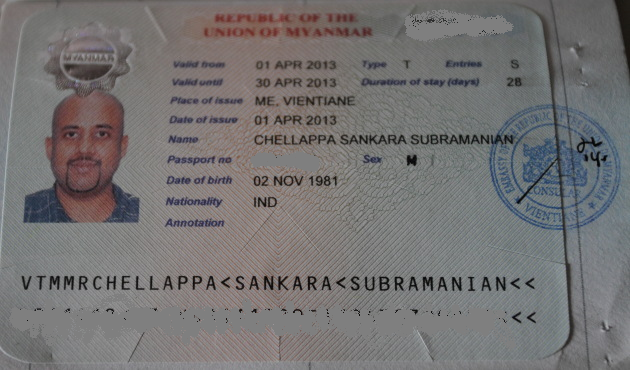 REPUBLIC OF THE
UNION OF MYANMAR
MYANMAR
Valid from 01 APR 2013 Type T Entries S
Valid until 30 APR 2013 Duration of stay (days) 28
Place of issue ME, VIENTIANE
Date of issue 01 APR 2013
Name CHELLAPPA SANKARA SUBRAMANIAN
Passport no Sex M
Date of birth 02 NOV 1981
Nationality IND
Annotation
CONSULAR
VIENTIANE
VTMMRCHELLAPPA<SANKARA<SUBRAMANIAN<<
<<